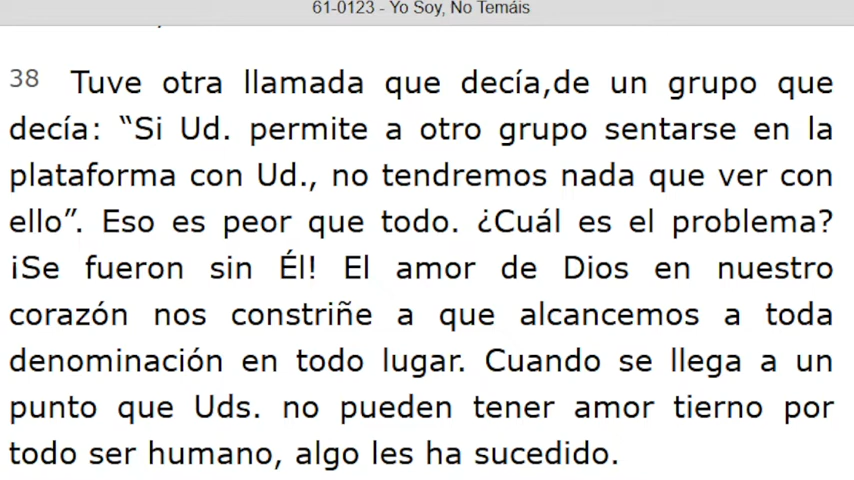 61-0123 - Yo Soy, No Temáis
38 Tuve otra llamada que decía,de un grupo que
decía: “Si Ud. permite a otro grupo sentarse en la
plataforma con Ud., no tendremos nada que ver con
ello”. Eso es peor que todo. ¿Cuál es el problema?
¡Se fueron sin Él! El amor de Dios en nuestro
corazón nos constriñe a que alcancemos a toda
denominación en todo lugar. Cuando se llega a un
punto que Uds. no pueden tener amor tierno por
todo ser humano, algo les ha sucedido.